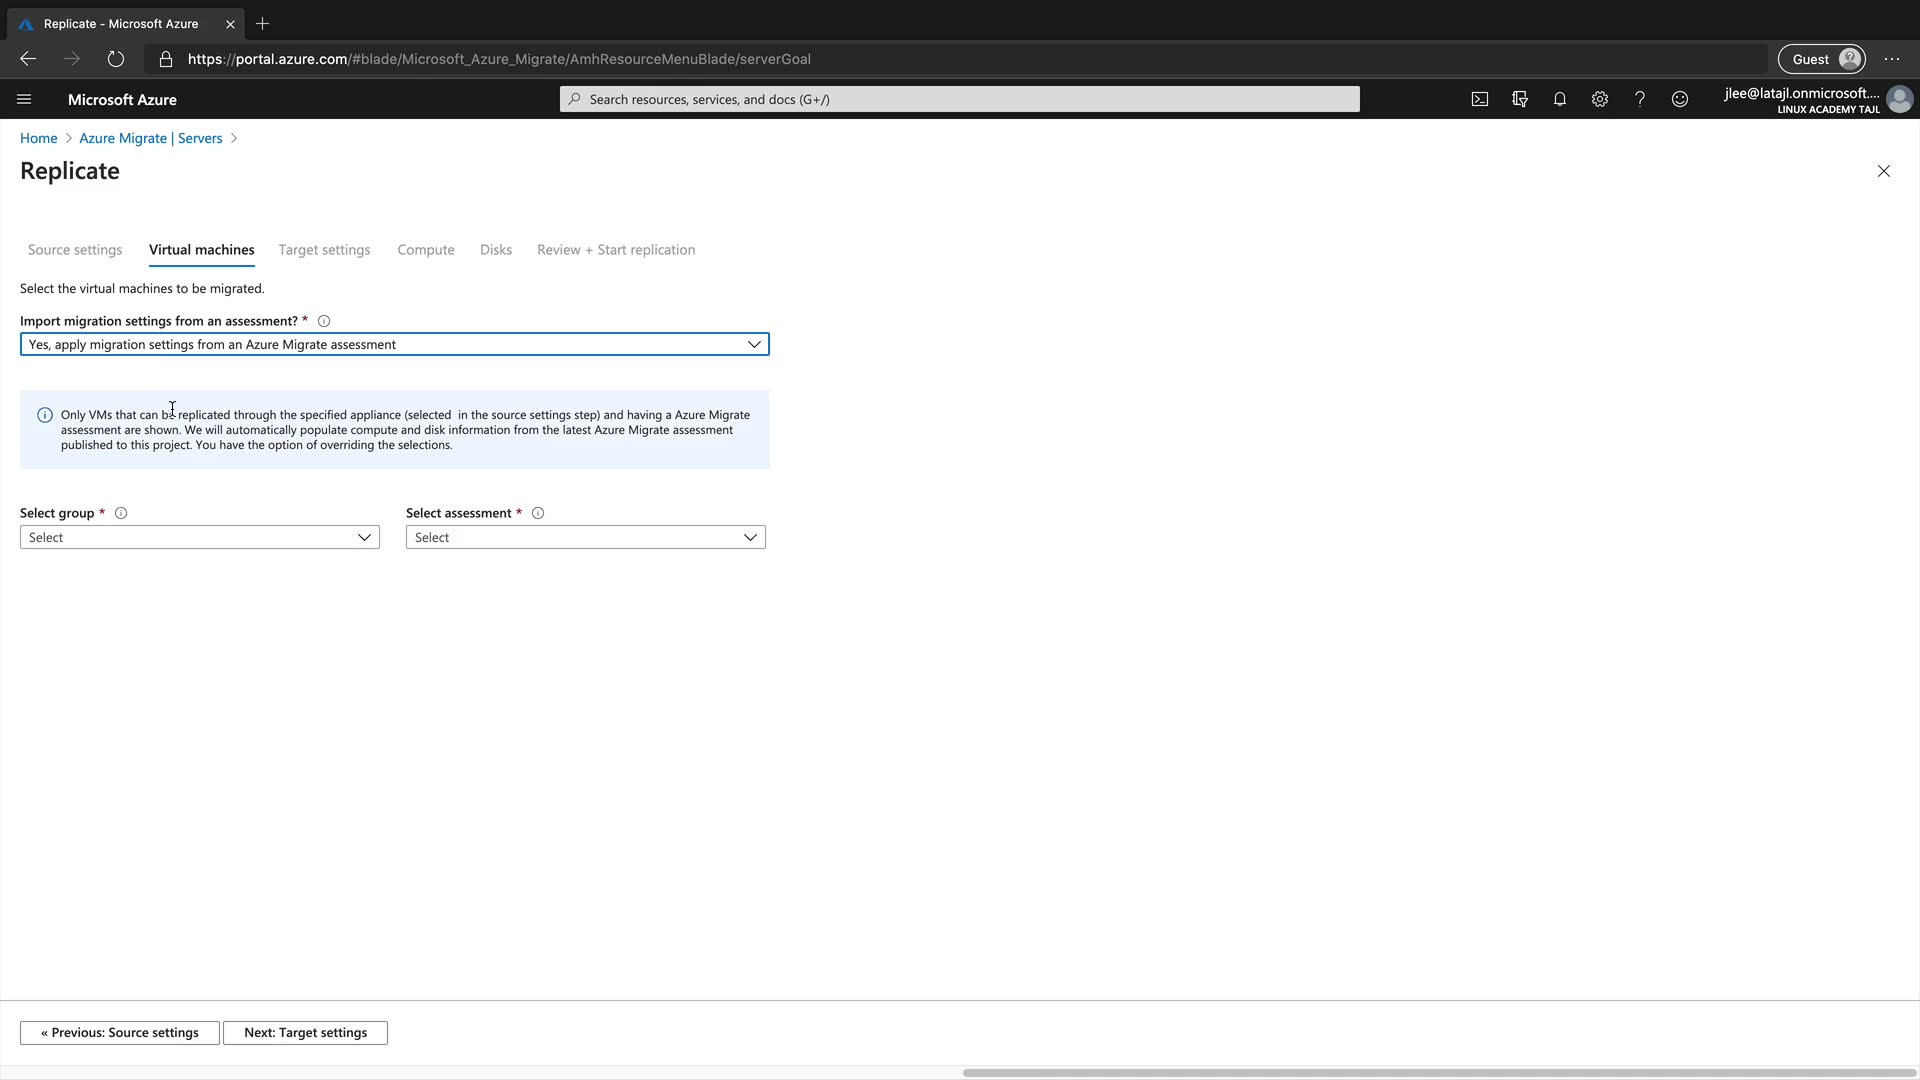 Replicate - Microsoft Azure
https://portal.azure.com/#blade/Microsoft_Azure_Migrate/AmhResourceMenuBlade/serverGoal
Guest
Microsoft Azure
Search resources, services, and docs (G+/)
jlee@latajl.onmicrosoft....
LINUX ACADEMY TAJL
Home > Azure Migrate | Servers >
Replicate
Source settings Virtual machines Target settings Compute Disks Review + Start replication
Select the virtual machines to be migrated.
Import migration settings from an assessment? *
Yes, apply migration settings from an Azure Migrate assessment
Only VMs that can be replicated through the specified appliance (selected in the source settings step) and having a Azure Migrate
assessment are shown. We will automatically populate compute and disk information from the latest Azure Migrate assessment
published to this project. You have the option of overriding the selections.
Select group * Select assessment *
Select Select
« Previous: Source settings Next: Target settings